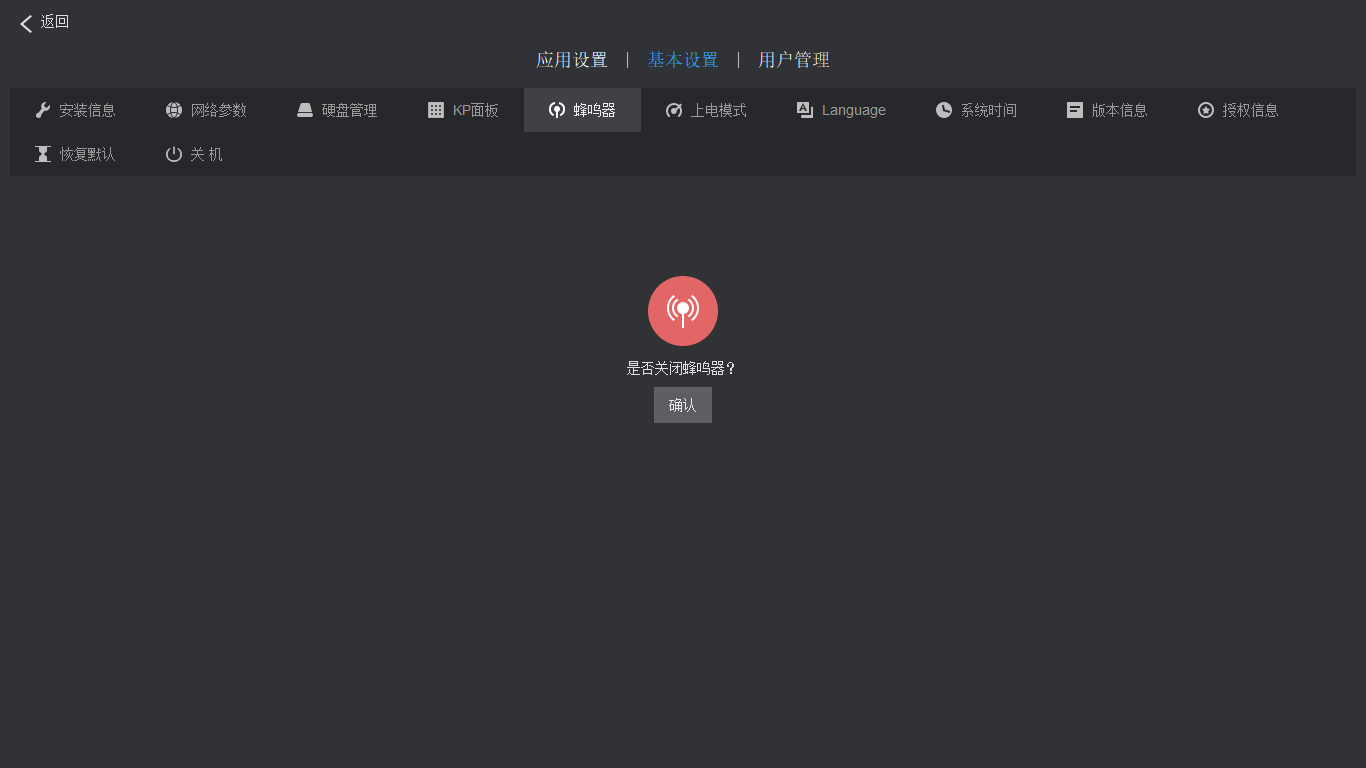 返回
应用设置 | 基本设置 | 用户管理
安装信息 网络参数 硬盘管理 KP面板 蜂鸣器 上电模式 Language 系统时间 版本信息 授权信息
恢复默认 关 机
是否关闭蜂鸣器？
确认